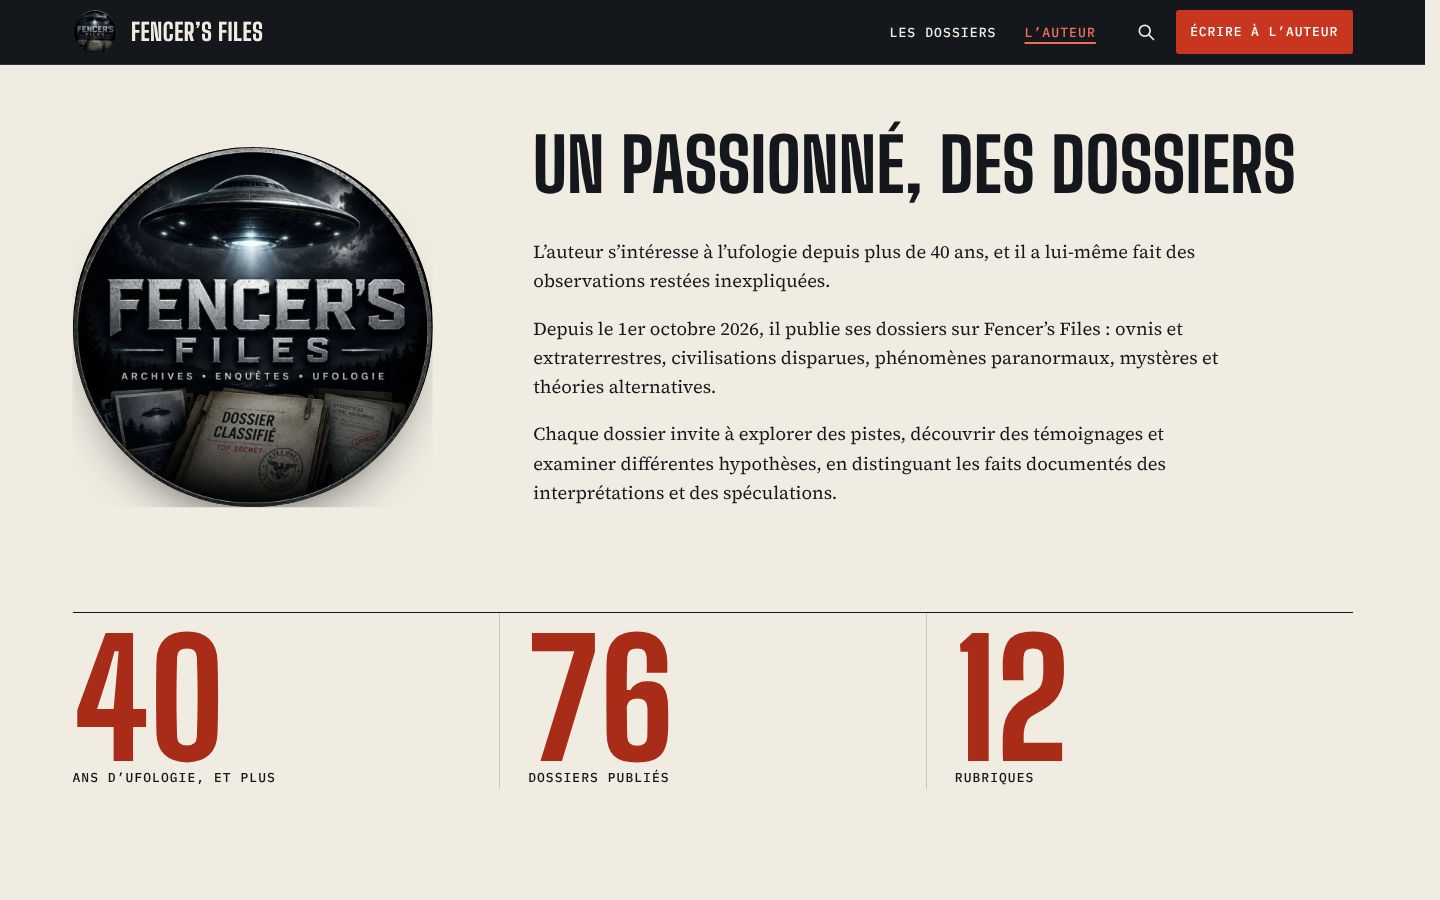 FENCER'S FILES
LES DOSSIERS
L'AUTEUR
ÉCRIRE À L'AUTEUR
FENCER'S
FILES
ARCHIVES • ENQUÊTES • UFOLOGIE
DOSSIER
CLASSIFIÉ
TOP SECRET
UN PASSIONNÉ, DES DOSSIERS
L'auteur s'intéresse à l'ufologie depuis plus de 40 ans, et il a lui-même fait des
observations restées inexpliquées.
Depuis le 1er octobre 2026, il publie ses dossiers sur Fencer's Files : ovnis et
extraterrestres, civilisations disparues, phénomènes paranormaux, mystères et
théories alternatives.
Chaque dossier invite à explorer des pistes, découvrir des témoignages et
examiner différentes hypothèses, en distinguant les faits documentés des
interprétations et des spéculations.
40
ANS D'UFOLOGIE, ET PLUS
76
DOSSIERS PUBLIÉS
12
RUBRIQUES